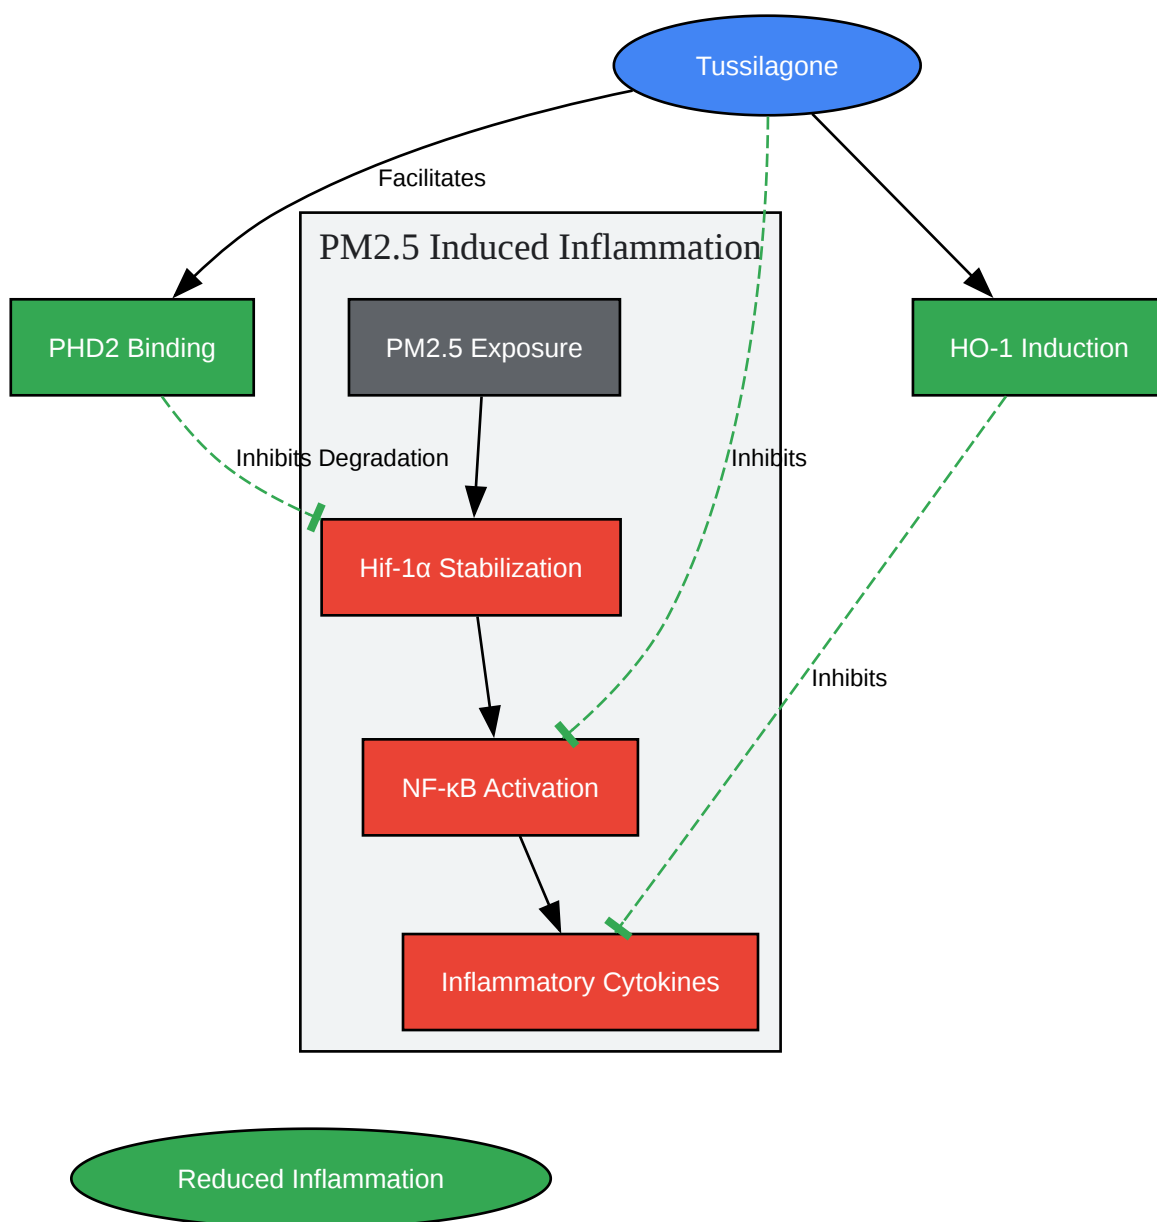 Tussilagone
Facilitates
PM2.5 Induced Inflammation
PHD2 Binding
PM2.5 Exposure
HO-1 Induction
Inhibits Degradation
Inhibits
Hif-1α Stabilization
Inhibits
NF-κB Activation
Inflammatory Cytokines
Reduced Inflammation